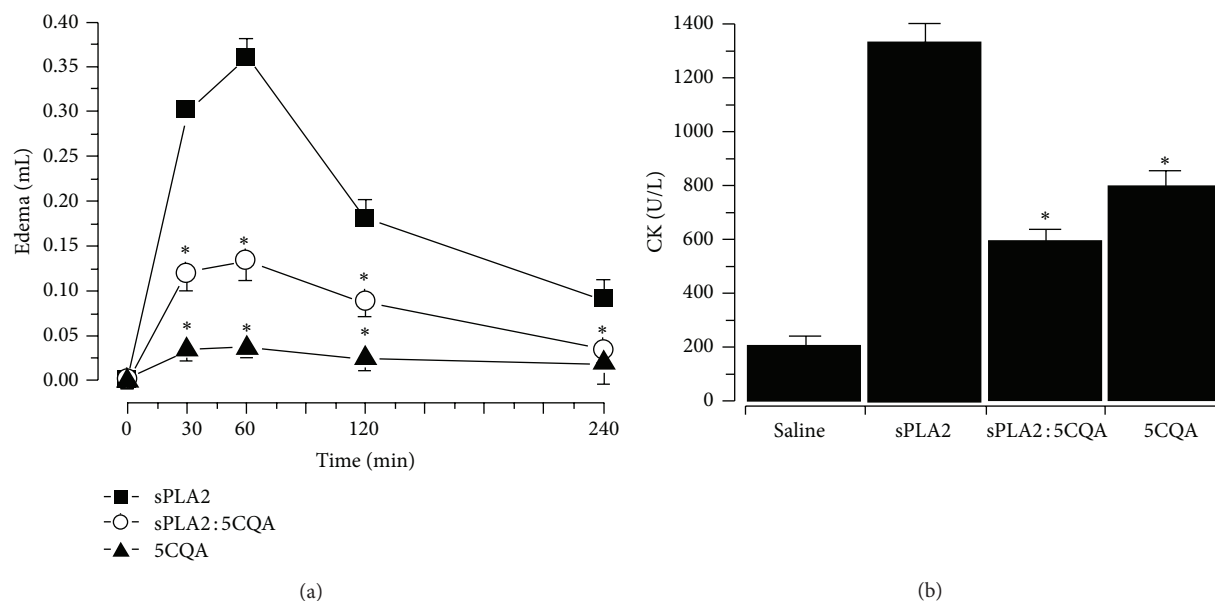 0.40
0.35
0.30
0.25
0.20
0.15
0.10
0.05
0.00
Edema (mL)
* * * *
* * *
0 30 60 120 240
Time (min)
sPLA2
sPLA2:5CQA
5CQA
(a)
1400
1200
1000
800
600
400
200
0
CK (U/L)
*
*
Saline sPLA2 sPLA2:5CQA 5CQA
(b)